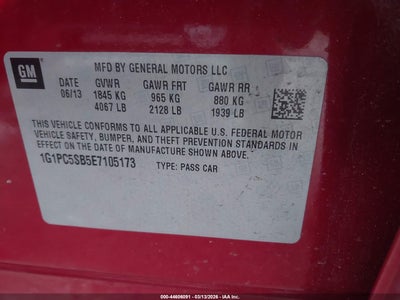 GM
MFD BY GENERAL MOTORS LLC
DATE GVWR GAWR FRT GAWR RR
06/13 1845 KG 965 KG 880 KG
4067 LB 2128 LB 1939 LB
THIS VEHICLE CONFORMS TO ALL APPLICABLE U.S. FEDERAL MOTOR
VEHICLE SAFETY, BUMPER, AND THEFT PREVENTION STANDARDS IN
EFFECT ON THE DATE OF MANUFACTURE SHOWN ABOVE.
1G1PC5SB5E7105173 TYPE: PASS CAR
000-44608091 - 03/13/2026 - IAA Inc.